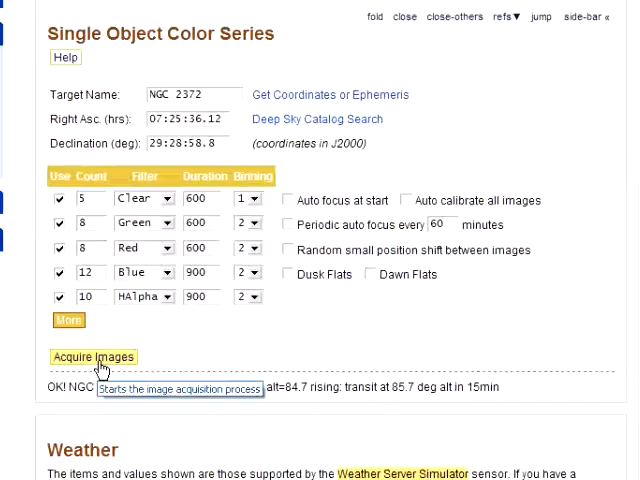 fold close close-others refs▼ jump side-bar «
Single Object Color Series
Help
Target Name: NGC 2372 Get Coordinates or Ephemeris
Right Asc. (hrs): 07:25:36.12 Deep Sky Catalog Search
Declination (deg): 29:28:58.8 (coordinates in J2000)
Use Count Filter Duration Binning
5 Clear 600 1 Auto focus at start Auto calibrate all images
8 Green 600 2 Periodic auto focus every 60 minutes
8 Red 600 2 Random small position shift between images
12 Blue 900 2 Dusk Flats Dawn Flats
10 HAlpha 900 2
More
Acquire Images
OK! NGC alt=84.7 rising: transit at 85.7 deg alt in 15min
Starts the image acquisition process
Weather
The items and values shown are those supported by the Weather Server Simulator sensor. If you have a